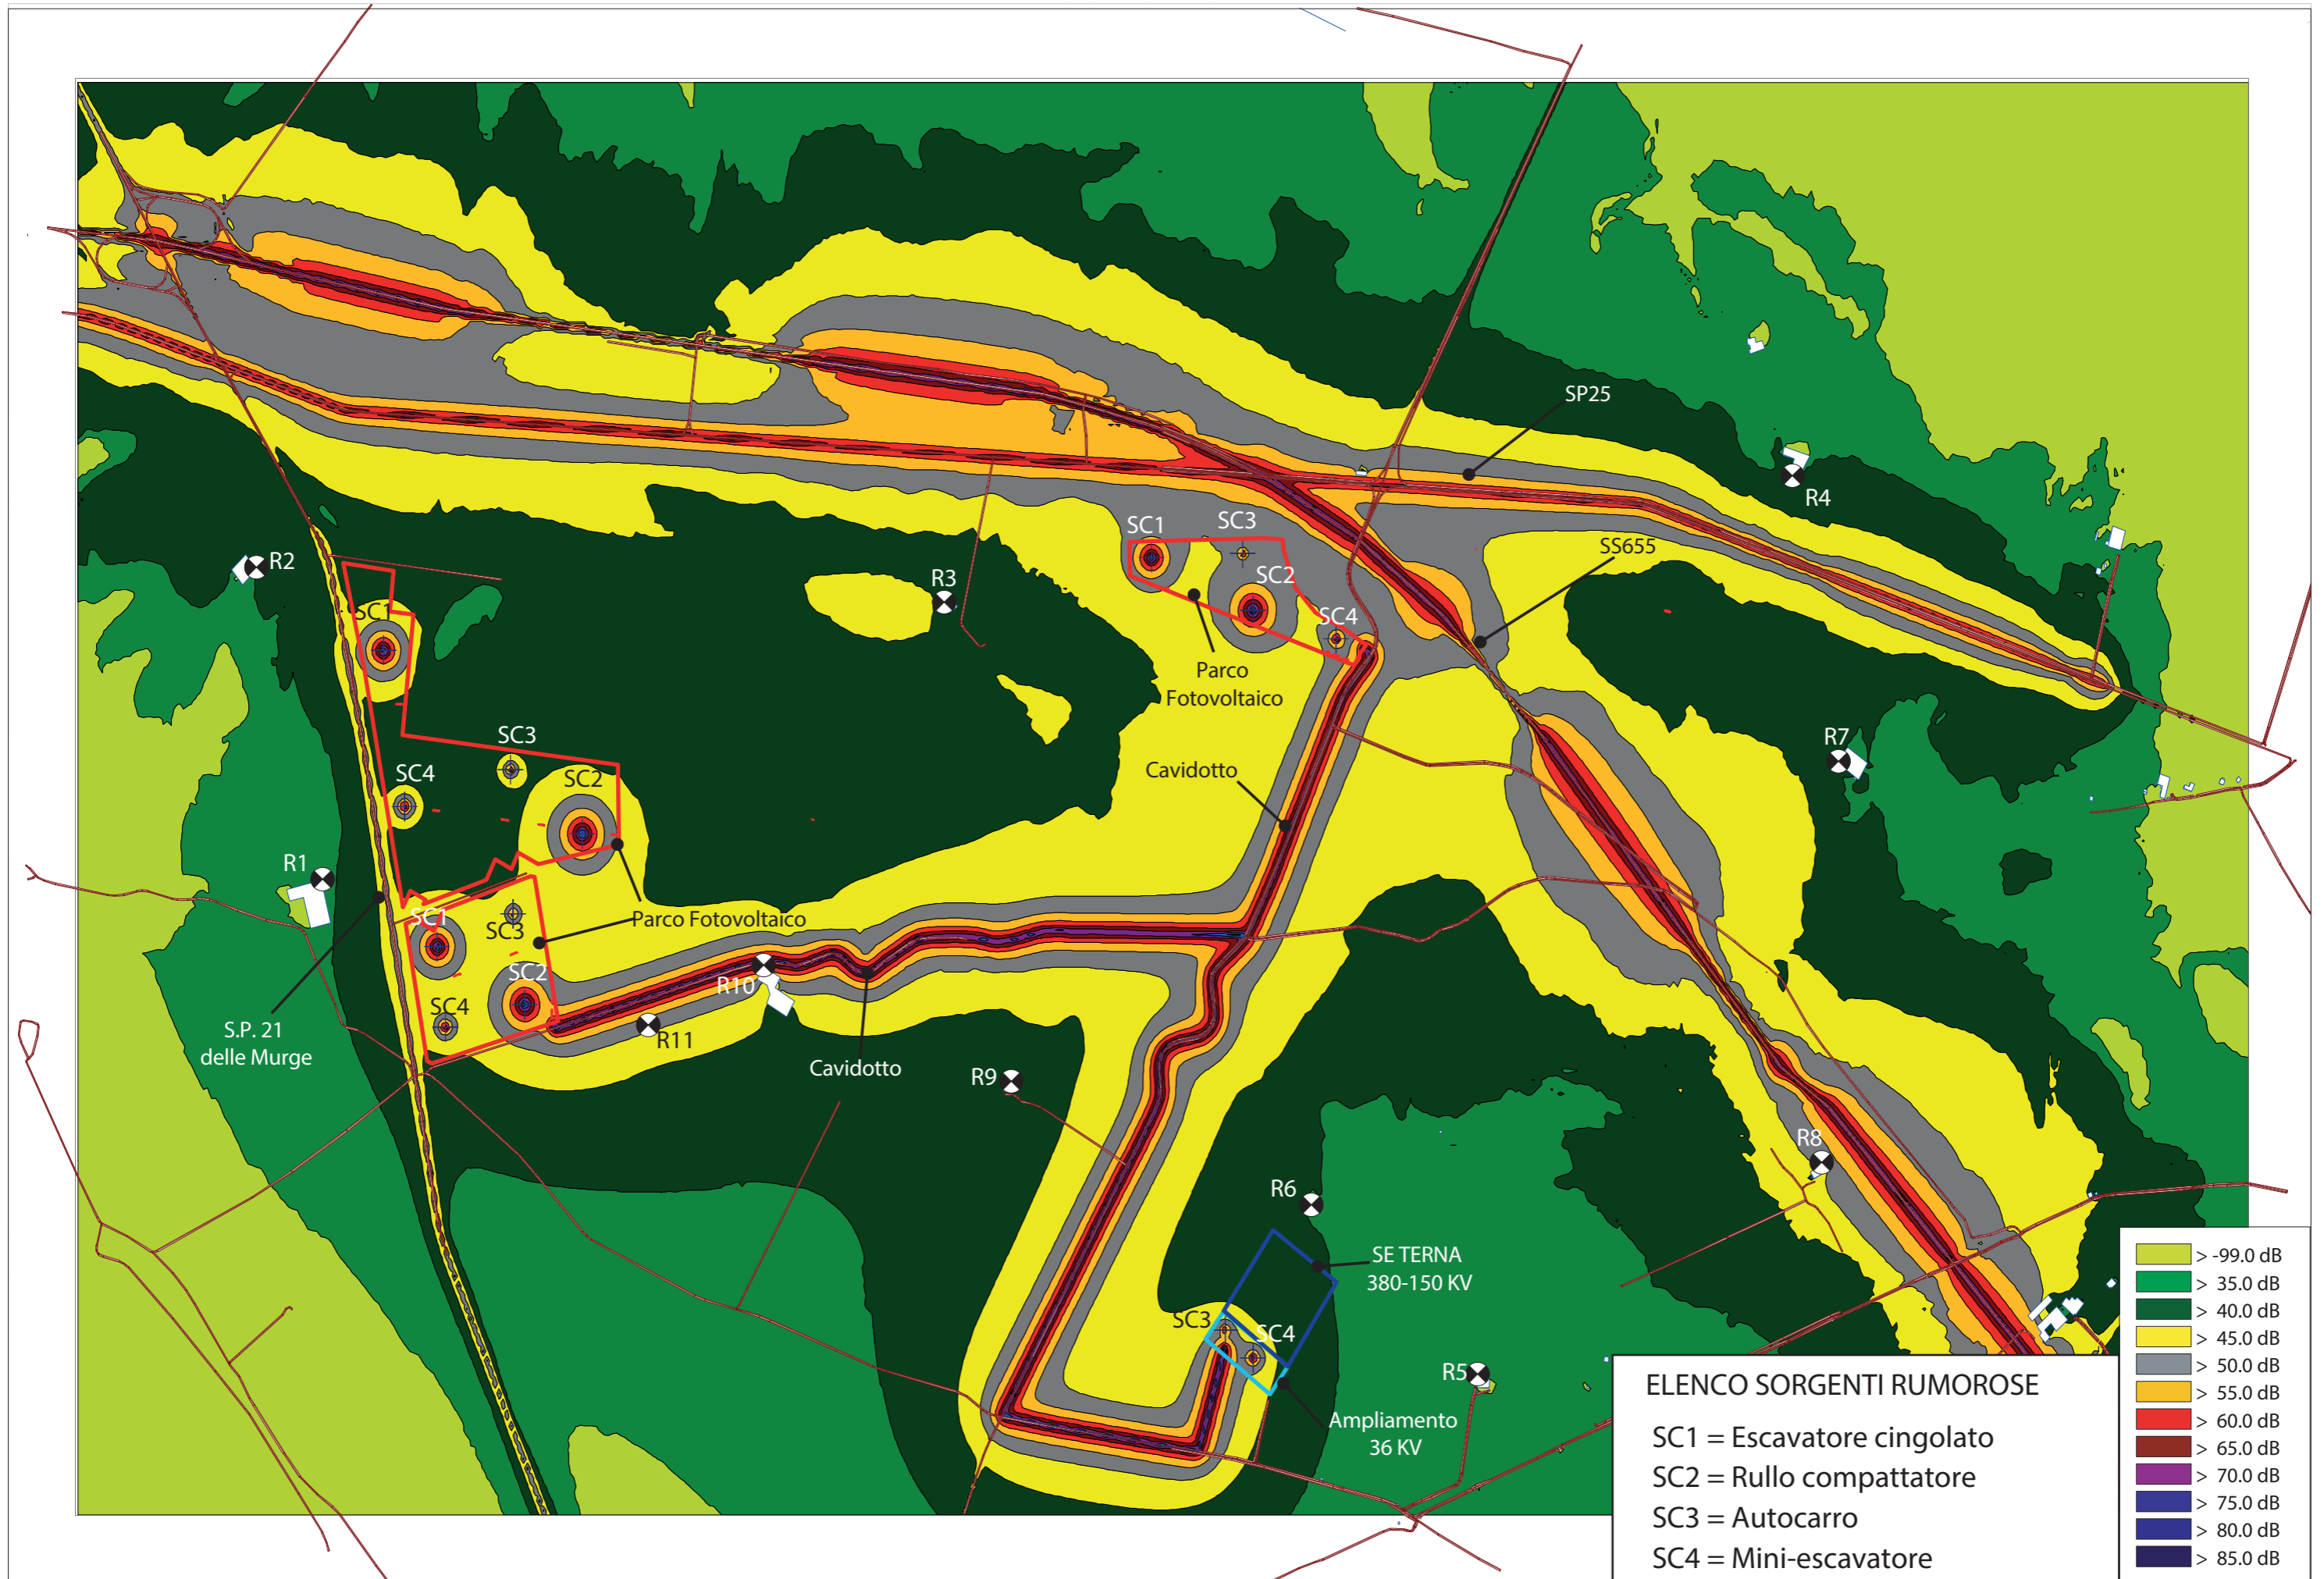 SP25
R4
SC1
SC3
SS655
R2
SC2
R3
SC1
SC4
Parco
Fotovoltaico
SC3
R7
SC4
SC2
Cavidotto
R1
SC1
Parco Fotovoltaico
SC3
SC2
R10
SC4
S.P. 21
delle Murge
R11
Cavidotto
R9
R8
R6
SE TERNA
380-150 KV
SC3
SC4
R5
Ampliamento
36 KV
ELENCO SORGENTI RUMOROSE
SC1 = Escavatore cingolato
SC2 = Rullo compattatore
SC3 = Autocarro
SC4 = Mini-escavatore
> -99.0 dB
> 35.0 dB
> 40.0 dB
> 45.0 dB
> 50.0 dB
> 55.0 dB
> 60.0 dB
> 65.0 dB
> 70.0 dB
> 75.0 dB
> 80.0 dB
> 85.0 dB